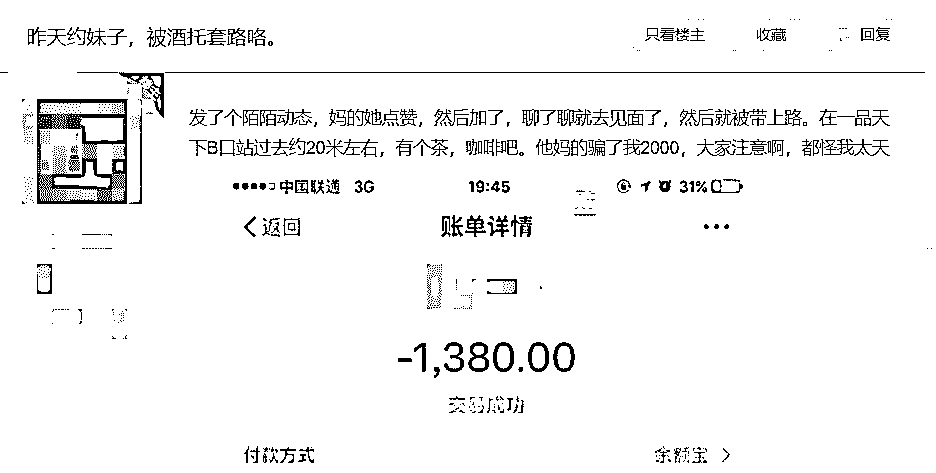 昨天约妹子，被酒托套路咯。
只看楼主 收藏 回复
发了个陌陌动态，妈的她点赞，然后加了，聊了聊就去见面了，然后就被带上路。在一品天
下B口站过去约20米左右，有个茶，咖啡吧。他妈的骗了我2000，大家注意啊，都怪我太天
中国联通 3G 19:45 31%
返回 账单详情 •••
-1,380.00
交易成功
付款方式 余额宝